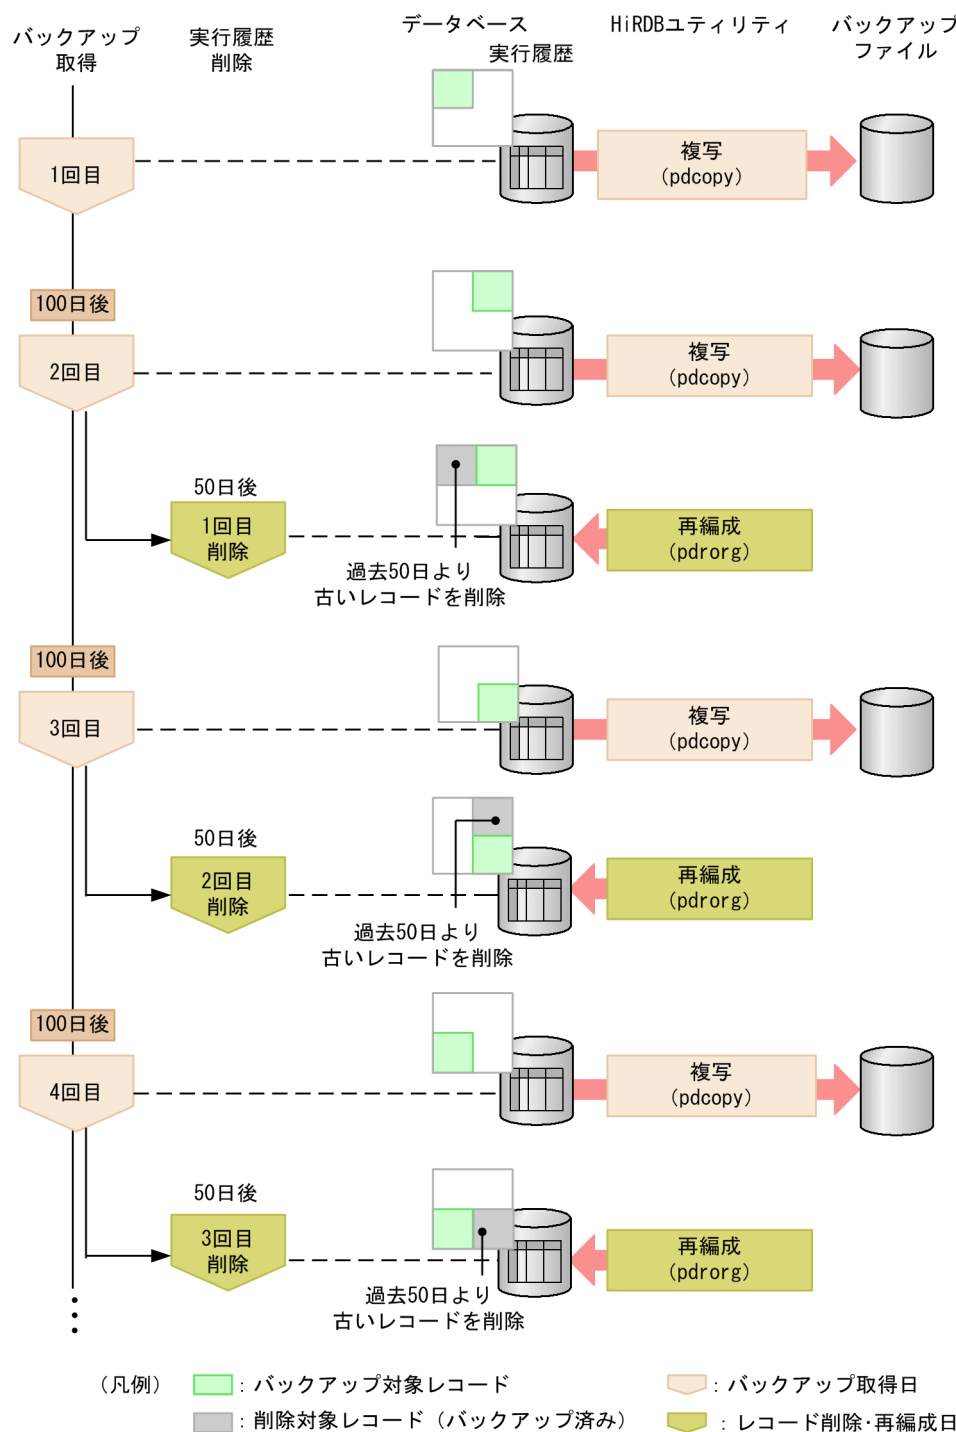 バックアップ
取得
実行履歴
削除
データベース
実行履歴
HiRDBユティリティ
バックアップ
ファイル
1回目
複写
(pdcopy)
100日後
2回目
複写
(pdcopy)
50日後
1回目
削除
過去50日より
古いレコードを削除
再編成
(pdrorg)
100日後
3回目
複写
(pdcopy)
50日後
2回目
削除
過去50日より
古いレコードを削除
再編成
(pdrorg)
100日後
4回目
複写
(pdcopy)
50日後
3回目
削除
過去50日より
古いレコードを削除
再編成
(pdrorg)
(凡例)
：バックアップ対象レコード
：バックアップ取得日
：削除対象レコード（バックアップ済み）
：レコード削除・再編成日